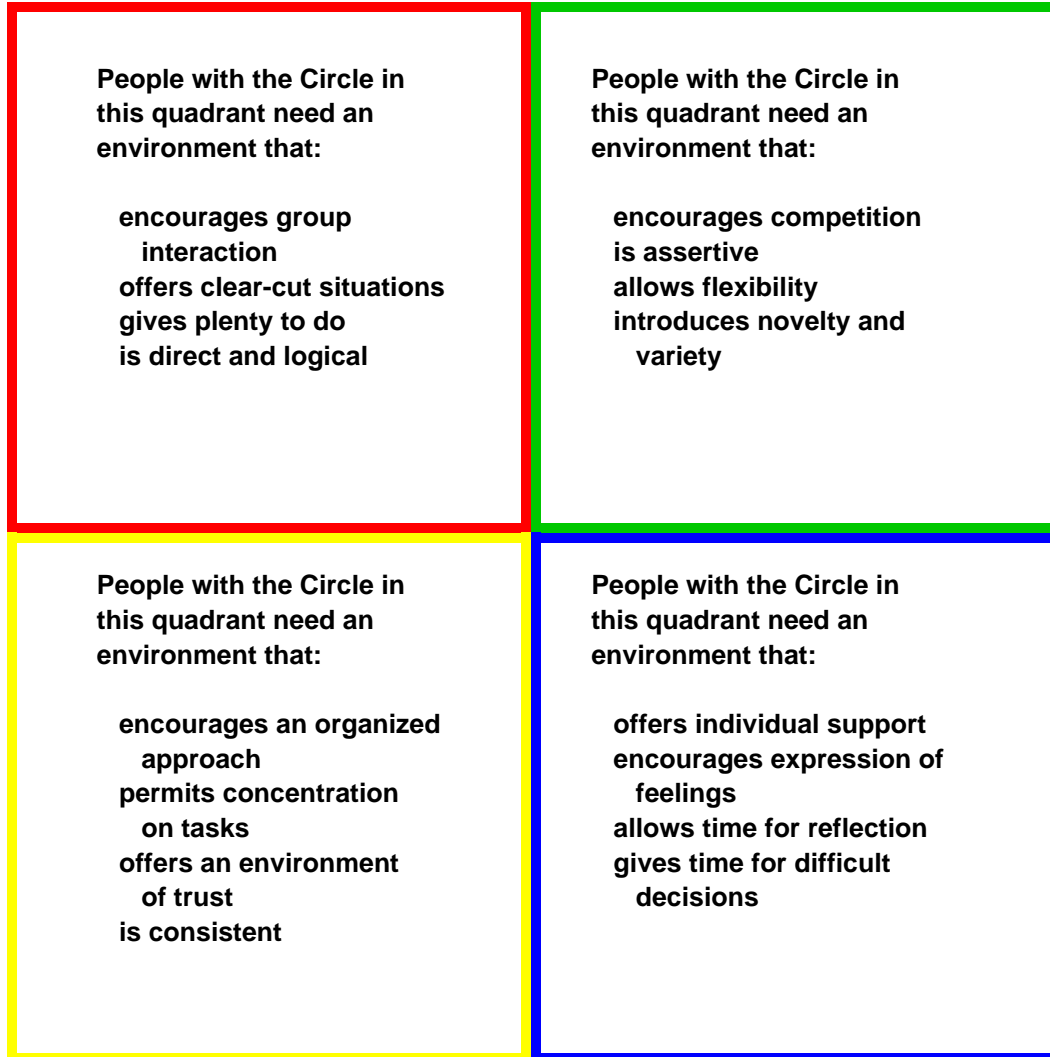 People with the Circle in
this quadrant need an
environment that:
encourages group
interaction
offers clear-cut situations
gives plenty to do
is direct and logical
People with the Circle in
this quadrant need an
environment that:
encourages competition
is assertive
allows flexibility
introduces novelty and
variety
People with the Circle in
this quadrant need an
environment that:
encourages an organized
approach
permits concentration
on tasks
offers an environment
of trust
is consistent
People with the Circle in
this quadrant need an
environment that:
offers individual support
encourages expression of
feelings
allows time for reflection
gives time for difficult
decisions